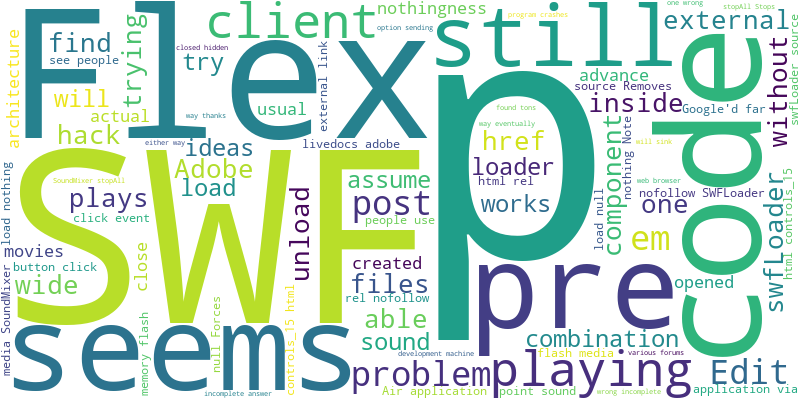 Flex
SWF
p
code
seems
pre
still
playing
client
post
problem
external
inside
without
Edit
em
component
swfLoader
unload
wide
hack
files
able
sound
plays
ideas
Adobe
load
loader
href
works
combination
one
assume
find
will
try
trying
nothingness
advance
architecture
actual
see people
closed hidden
option sending
program crashes
one wrong
stopAll Stops
usual
external link
source Removes
Google'd far
swfLoader source
found tons
way thanks
either way
livedocs adobe
way eventually
will sink
nothing Note
SoundMixer stopAll
html rel
nofollow SWFLoader
web browser
click event
people use
movies
button click
close
created
rel nofollow
load null
opened
html controls_15
media SoundMixer
load nothing
memory flash
null Forces
controls_15 html
incomplete answer
development machine
Air application
point sound
flash media
various forums
wrong incomplete
application via